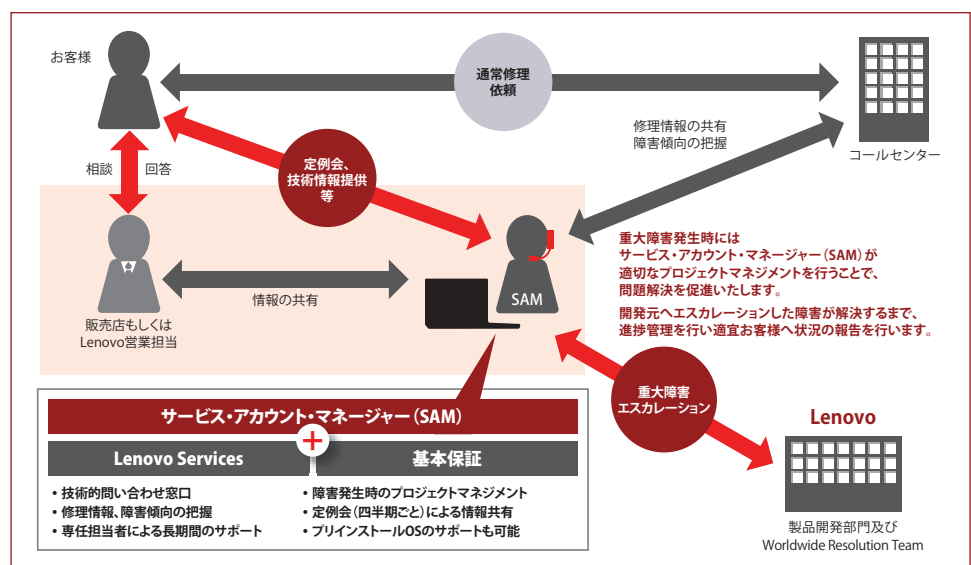 お客様
通常修理
依頼
修理情報の共有
障害傾向の把握
コールセンター
相談
回答
定例会、
技術情報提供
等
SAM
情報の共有
販売店もしくは
Lenovo営業担当
重大障害発生時には
サービス・アカウント・マネージャー（SAM）が
適切なプロジェクトマネジメントを行うことで、
問題解決を促進いたします。
開発元へエスカレーションした障害が解決するまで、
進捗管理を行い適宜お客様へ状況の報告を行います。
重大障害
エスカレーション
Lenovo
製品開発部門及び
Worldwide Resolution Team
サービス・アカウント・マネージャー（SAM）
+
Lenovo Services
基本保証
・技術的問い合わせ窓口
・修理情報、障害傾向の把握
・専任担当者による長期間のサポート
・障害発生時のプロジェクトマネジメント
・定例会（四半期ごと）による情報共有
・プリインストールOSのサポートも可能